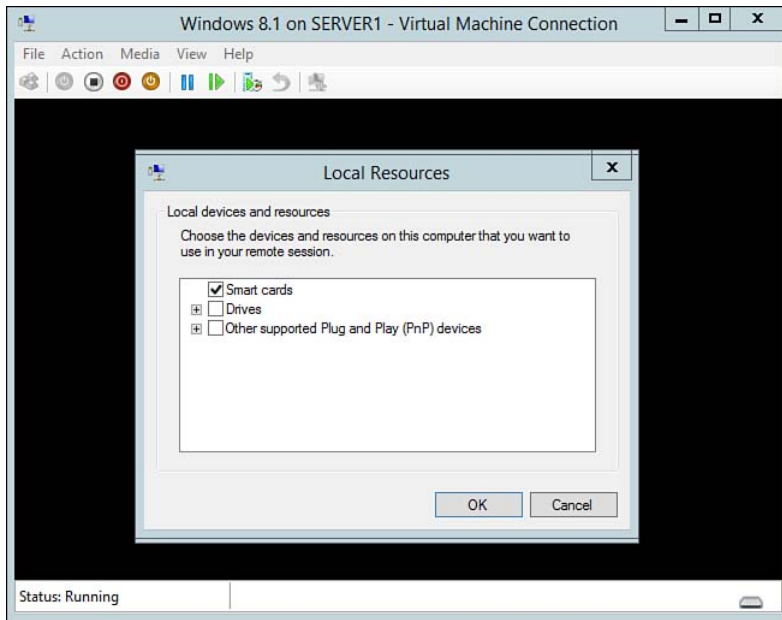 Windows 8.1 on SERVER1 - Virtual Machine Connection
File Action Media View Help
Local Resources
Local devices and resources
Choose the devices and resources on this computer that you want to
use in your remote session.
Smart cards
Drives
Other supported Plug and Play (PnP) devices
OK Cancel
Status: Running